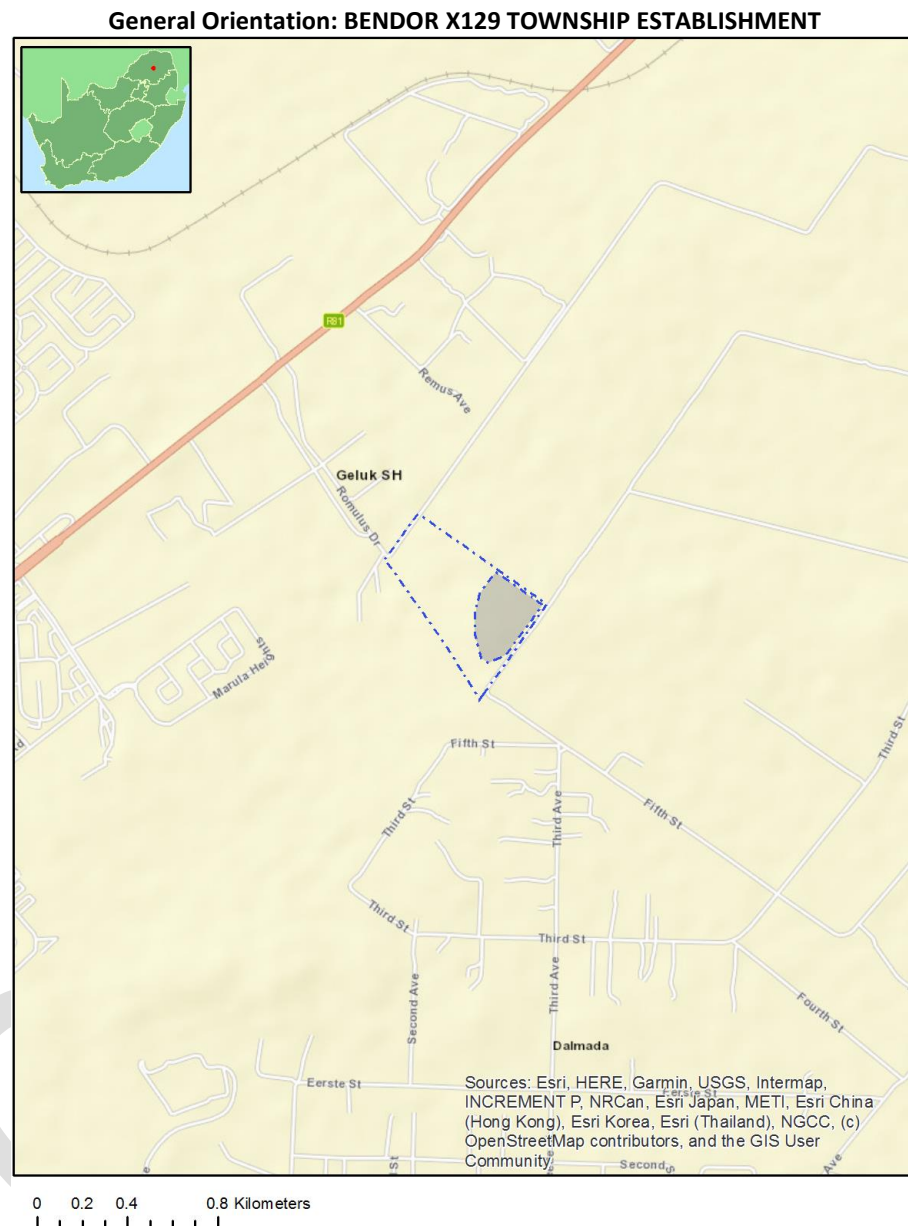 General Orientation: BENDOR X129 TOWNSHIP ESTABLISHMENT
R81
Remus Ave
Geluk SH
Romulus Dr
Marula Heights
Fifth St
Third St
Third St
Third Ave
Fifth St
Third St
Third St
Second Ave
Third Ave
Fourth St
Dalmada
Eerste St
Eerste St
Sources: Esri, HERE, Garmin, USGS, Intermap,
INCREMENT P, NRCan, Esri Japan, METI, Esri China
(Hong Kong), Esri Korea, Esri (Thailand), NGCC, (c)
OpenStreetMap contributors, and the GIS User
Community
Second S
Ave
St
0 0.2 0.4 0.8 Kilometers